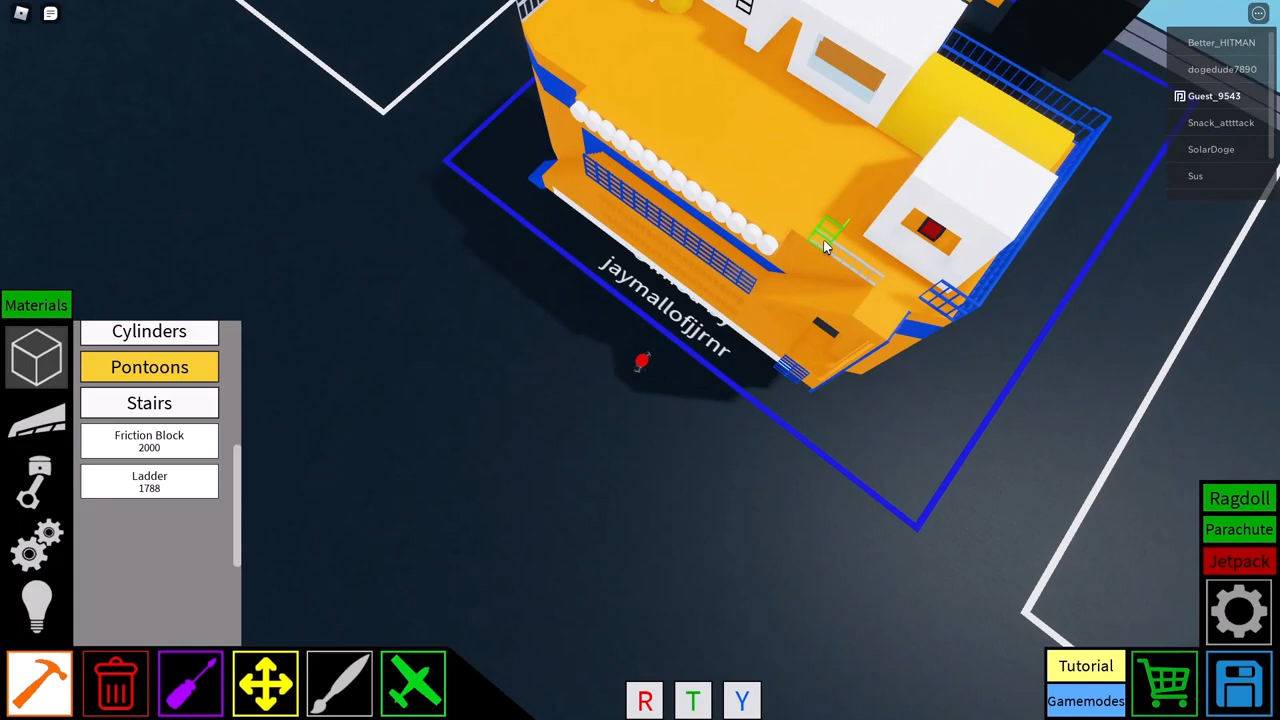 Better_HITMAN
dogedude7890
Guest_9543
Snack_attttack
SolarDoge
Sus
jaymallofjjrnr
Materials
Cylinders
Pontoons
Stairs
Friction Block
2000
Ladder
1788
Ragdoll
Parachute
Jetpack
Tutorial
Gamemodes
R T Y